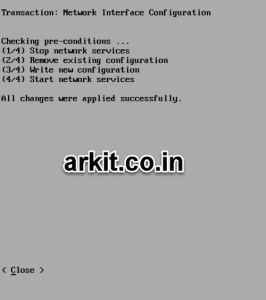 Transaction: Network Interface Configuration
Checking pre-conditions ...
(1/4) Stop network services
(2/4) Remove existing configuration
(3/4) Write new configuration
(4/4) Start network services
All changes were applied successfully.
arkit.co.in
< Close >